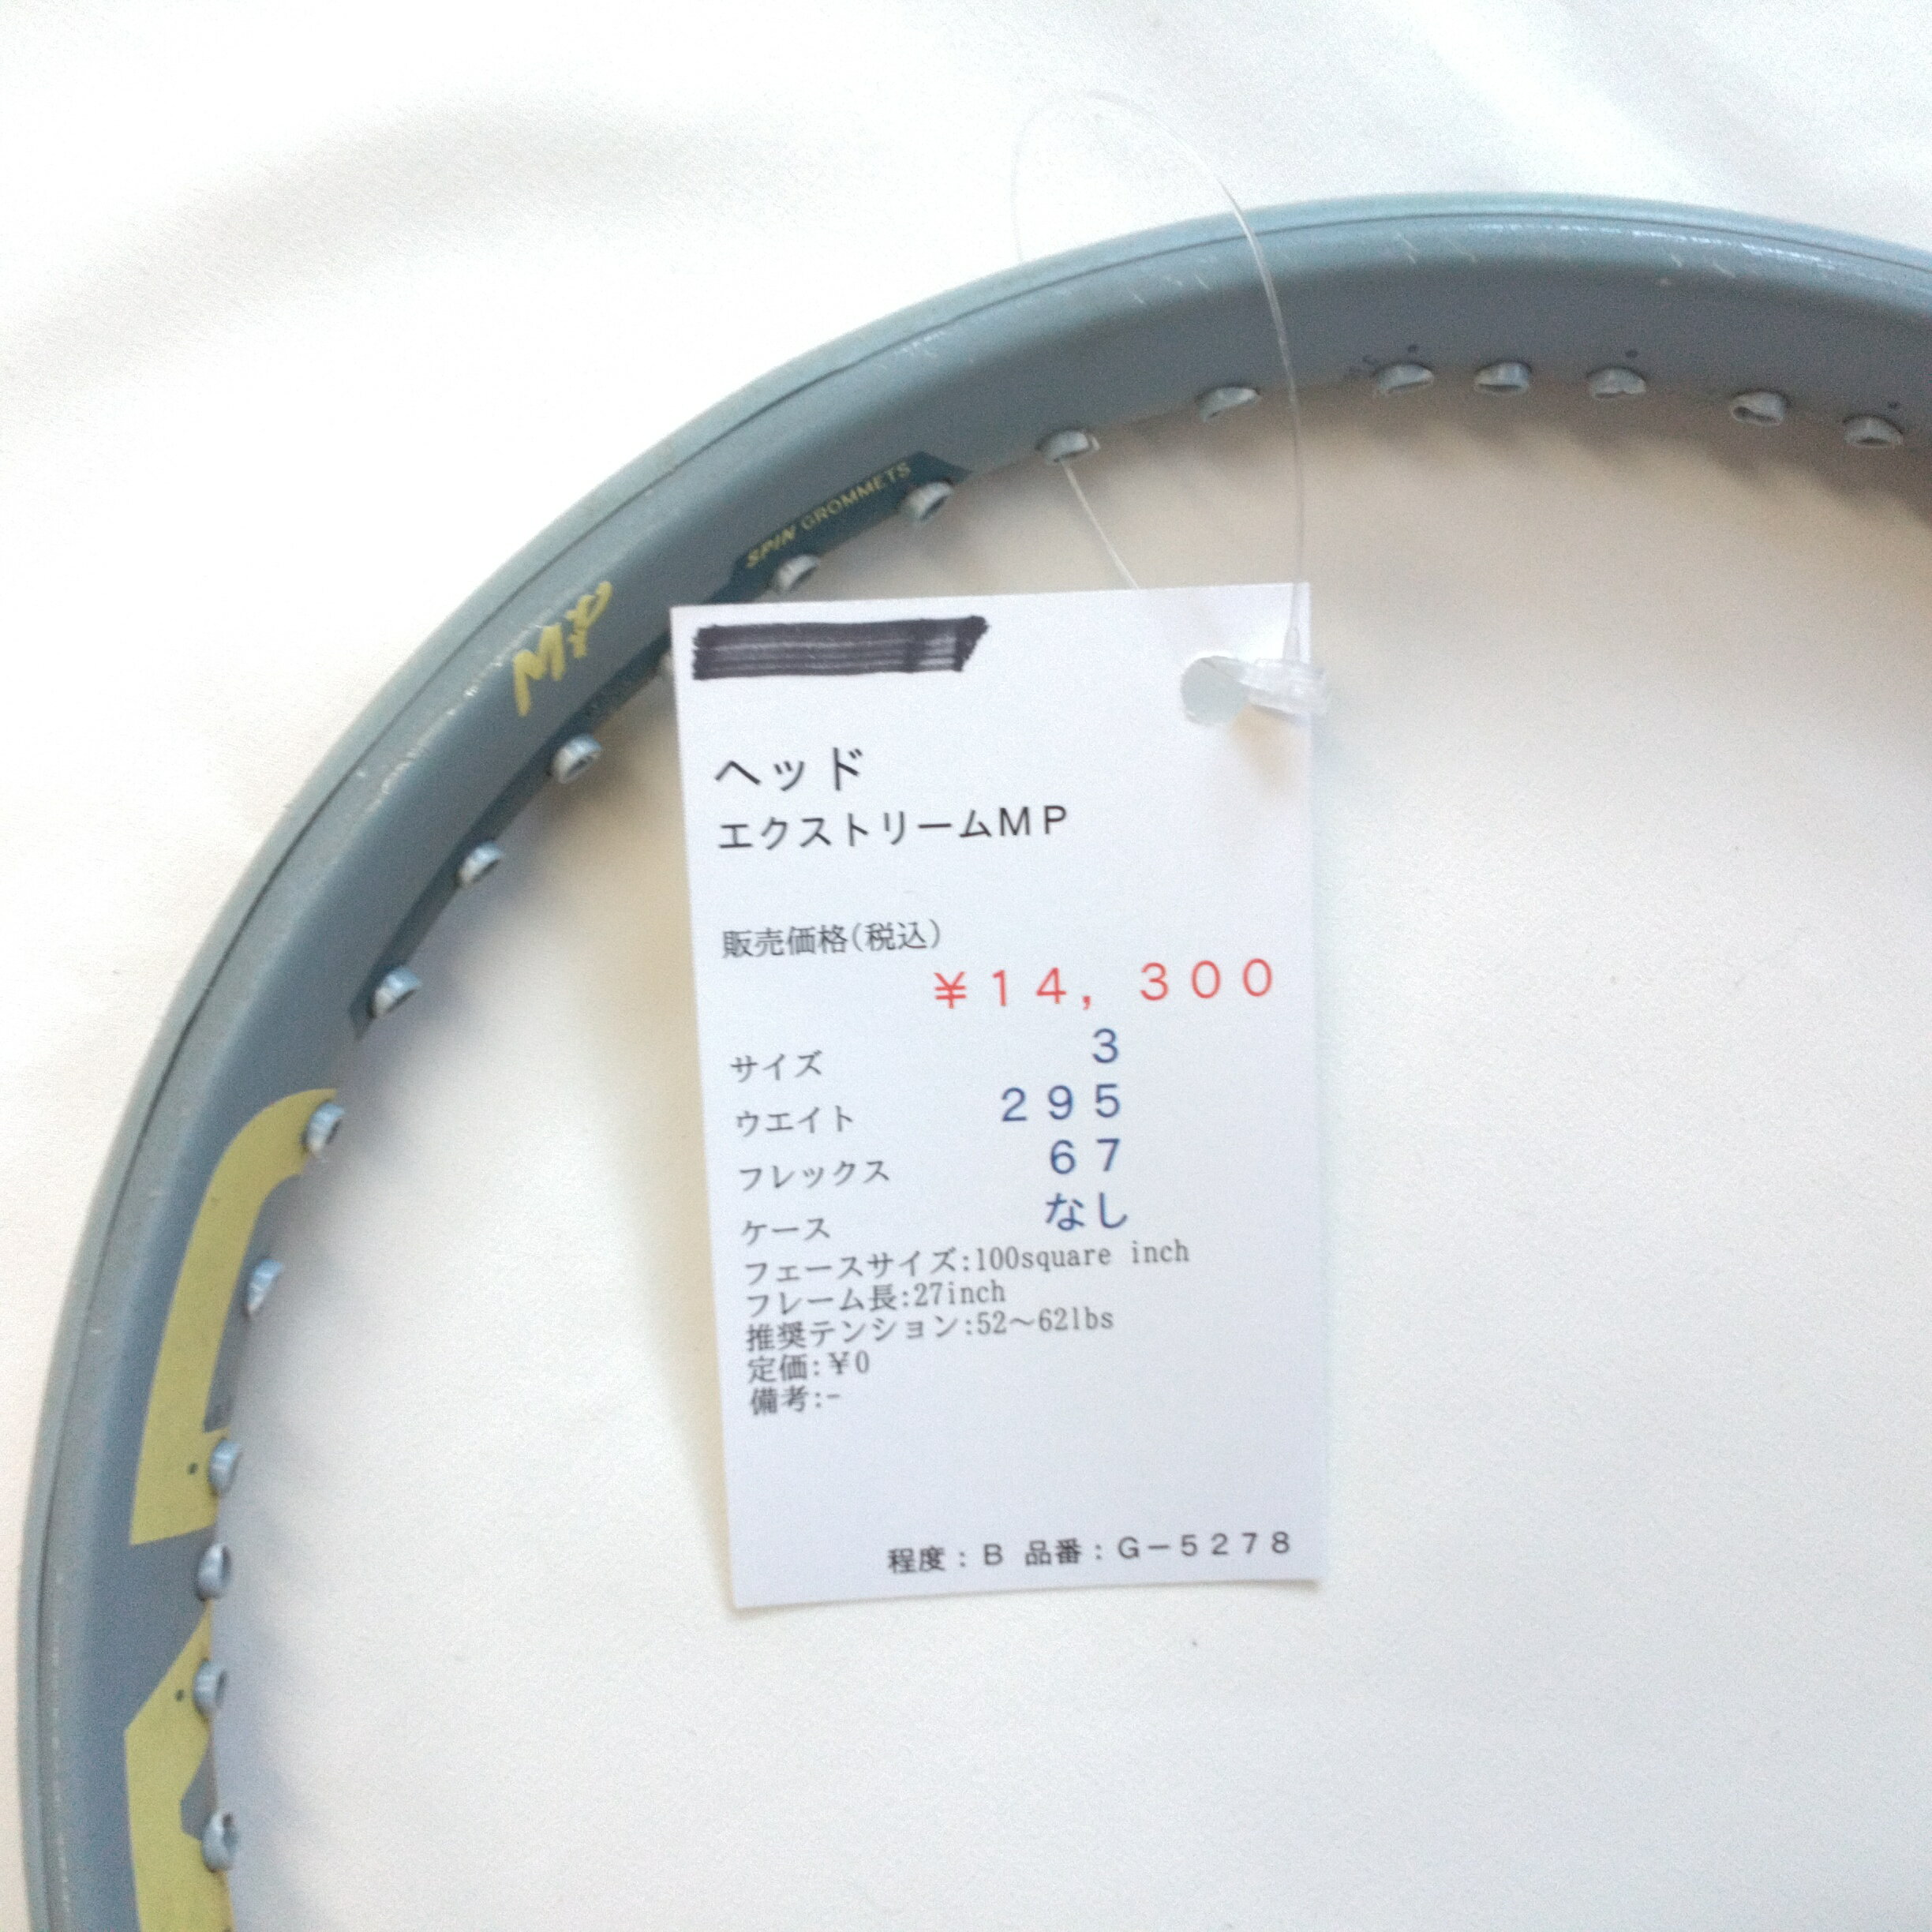 SPIN GROMMETS
MP
ヘッド
エクストリームMP
販売価格(税込)
¥14,300
サイズ 3
ウエイト 295
フレックス 67
ケース なし
フェースサイズ:100square inch
フレーム長:27inch
推奨テンション:52～62lbs
定価:¥0
備考:-
程度:B 品番:G-5278